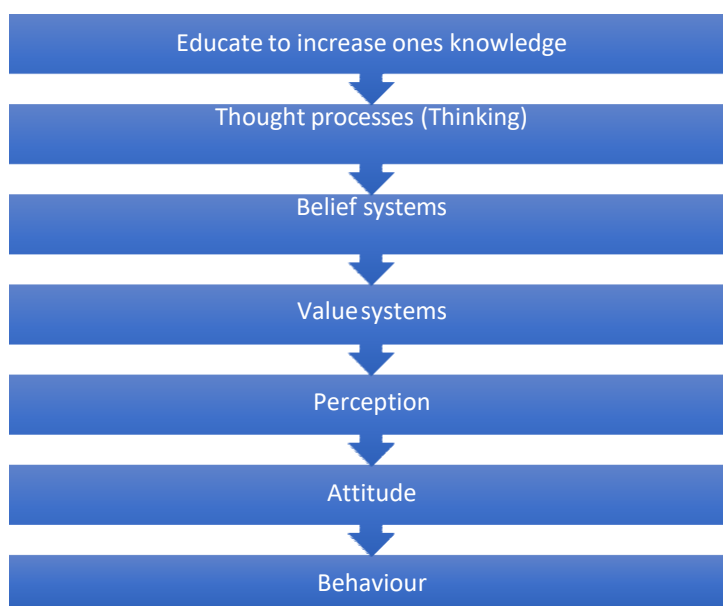 Educate to increase ones knowledge
Thought processes (Thinking)
Belief systems
Value systems
Perception
Attitude
Behaviour